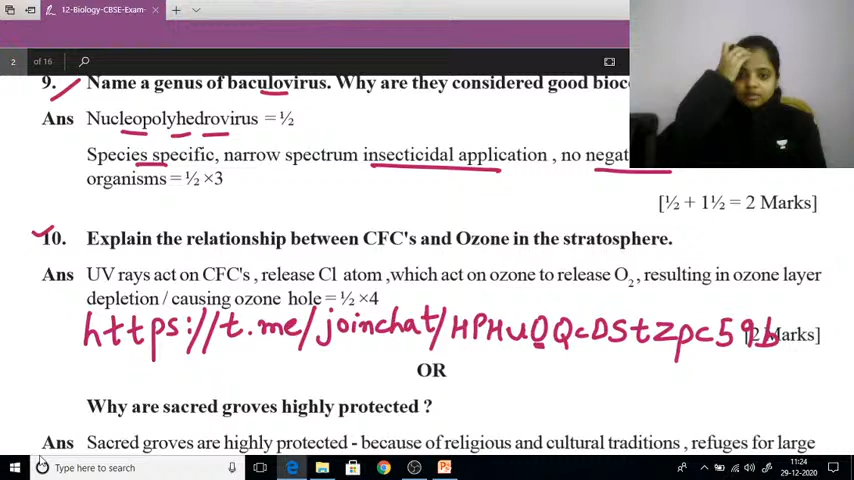 12-Biology-CBSE-Exam-
2 of 16
9. Name a genus of baculovirus. Why are they considered good bioc
Ans Nucleopolyhedrovirus = ½
Species specific, narrow spectrum insecticidal application , no negat
organisms = ½ ×3
[½ + 1½ = 2 Marks]
10. Explain the relationship between CFC's and Ozone in the stratosphere.
Ans UV rays act on CFC's , release Cl atom ,which act on ozone to release O₂, resulting in ozone layer
depletion / causing ozone hole = ½ ×4
https://t.me/joinchat/HPHuQQcDStzpc59b
[2 Marks]
OR
Why are sacred groves highly protected ?
Ans Sacred groves are highly protected - because of religious and cultural traditions , refuges for large
Type here to search
11:24
29-12-2020